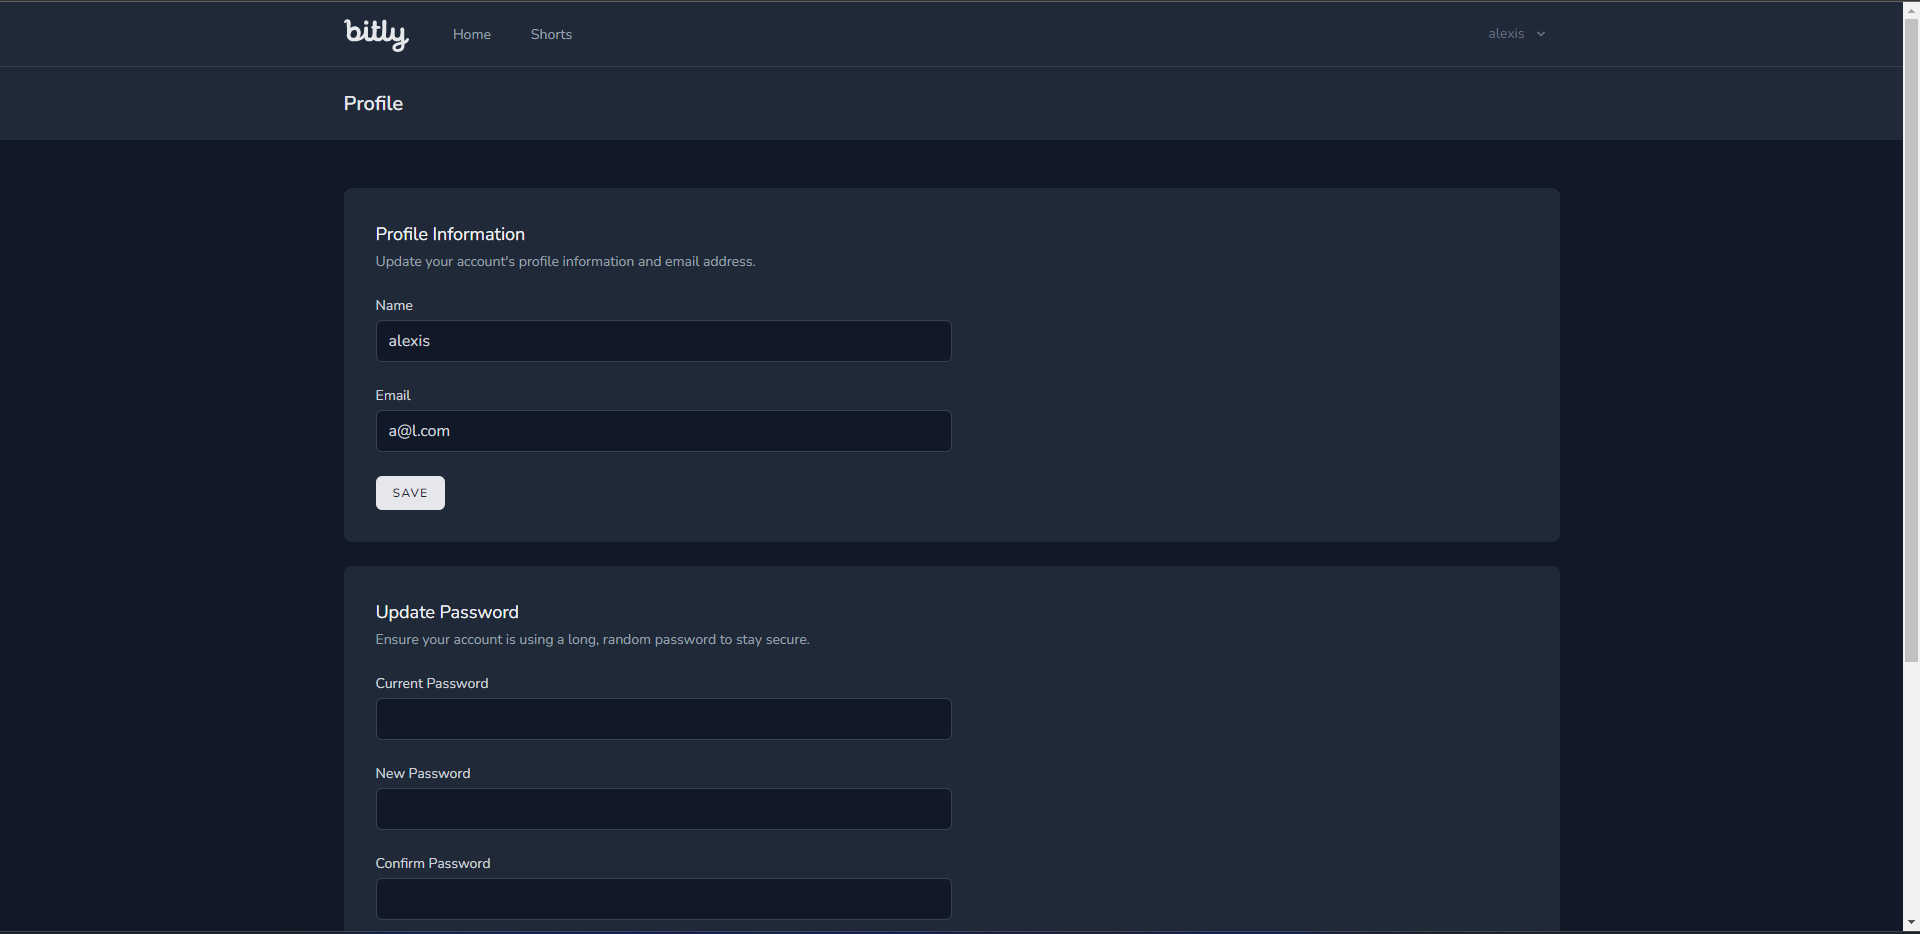 bitly Home Shorts alexis
Profile
Profile Information
Update your account's profile information and email address.
Name
alexis
Email
a@l.com
SAVE
Update Password
Ensure your account is using a long, random password to stay secure.
Current Password
New Password
Confirm Password